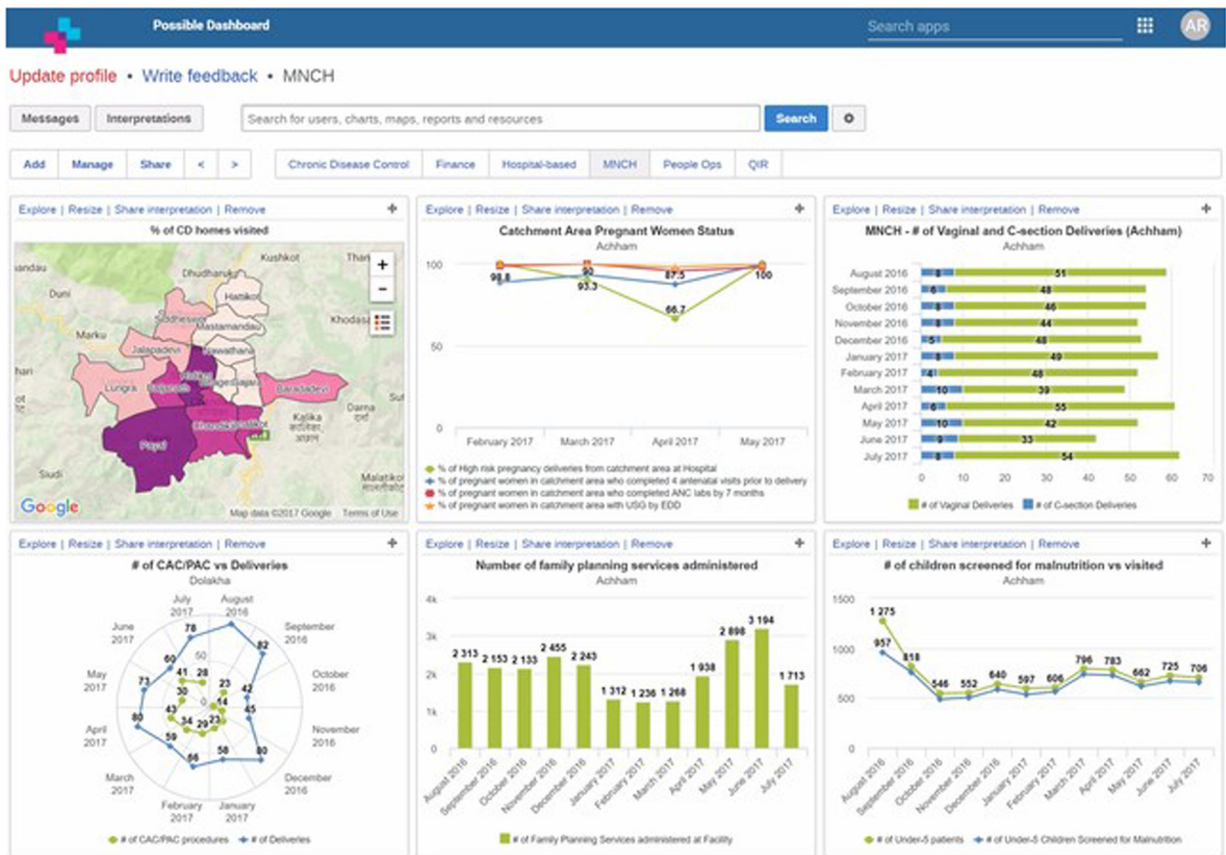 Possible Dashboard
Search apps
AR
Update profile • Write feedback • MNCH
Messages
Interpretations
Search for users, charts, maps, reports and resources
Search
Add
Manage
Share
<
>
Chronic Disease Control
Finance
Hospital-based
MNCH
People Ops
QIR
Explore | Resize | Share interpretation | Remove
% of CD homes visited
Kushkot
Dhudharuk
Duni
Hattikot
Siddheswor
Mastamandau
Khodasa
Marku
Jalapadevi
Nawathana
Lungra
Baradadevi
Payal
Chandika
Kalika
Darna
Siudi
Malatiko
+
−
Google
Map data ©2017 Google
Terms of Use
Explore | Resize | Share interpretation | Remove
Catchment Area Pregnant Women Status
Achham
100
50
0
98.8
90
93.3
87.5
66.7
100
February 2017
March 2017
April 2017
May 2017
% of High risk pregnancy deliveries from catchment area at Hospital
% of pregnant women in catchment area who completed 4 antenatal visits prior to delivery
% of pregnant women in catchment area who completed ANC labs by 7 months
% of pregnant women in catchment area with USG by EDD
Explore | Resize | Share interpretation | Remove
MNCH - # of Vaginal and C-section Deliveries (Achham)
Achham
August 2016 8 51
September 2016 6 48
October 2016 8 46
November 2016 8 44
December 2016 5 48
January 2017 8 49
February 2017 4 48
March 2017 10 39
April 2017 6 55
May 2017 10 42
June 2017 9 33
July 2017 8 54
0 10 20 30 40 50 60 70
# of Vaginal Deliveries
# of C-section Deliveries
Explore | Resize | Share interpretation | Remove
# of CAC/PAC vs Deliveries
Dolakha
July 2017
August 2016
September 2016
October 2016
November 2016
December 2016
January 2017
February 2017
March 2017
April 2017
May 2017
June 2017
78
82
42
45
80
58
66
59
80
73
60
50
0
41
28
23
14
23
29
34
43
30
# of CAC/PAC procedures
# of Deliveries
Explore | Resize | Share interpretation | Remove
Number of family planning services administered
Achham
4k
3k
2k
1k
0
2 313
2 153
2 133
2 455
2 243
1 312
1 236
1 268
1 938
2 898
3 194
1 713
August 2016
September 2016
October 2016
November 2016
December 2016
January 2017
February 2017
March 2017
April 2017
May 2017
June 2017
July 2017
# of Family Planning Services administered at Facility
Explore | Resize | Share interpretation | Remove
# of children screened for malnutrition vs visited
Achham
1500
1000
500
0
1 275
957
818
546
552
640
597
606
796
783
662
725
706
August 2016
September 2016
October 2016
November 2016
December 2016
January 2017
February 2017
March 2017
April 2017
May 2017
June 2017
July 2017
# of Under-5 patients
# of Under-5 Children Screened for Malnutrition